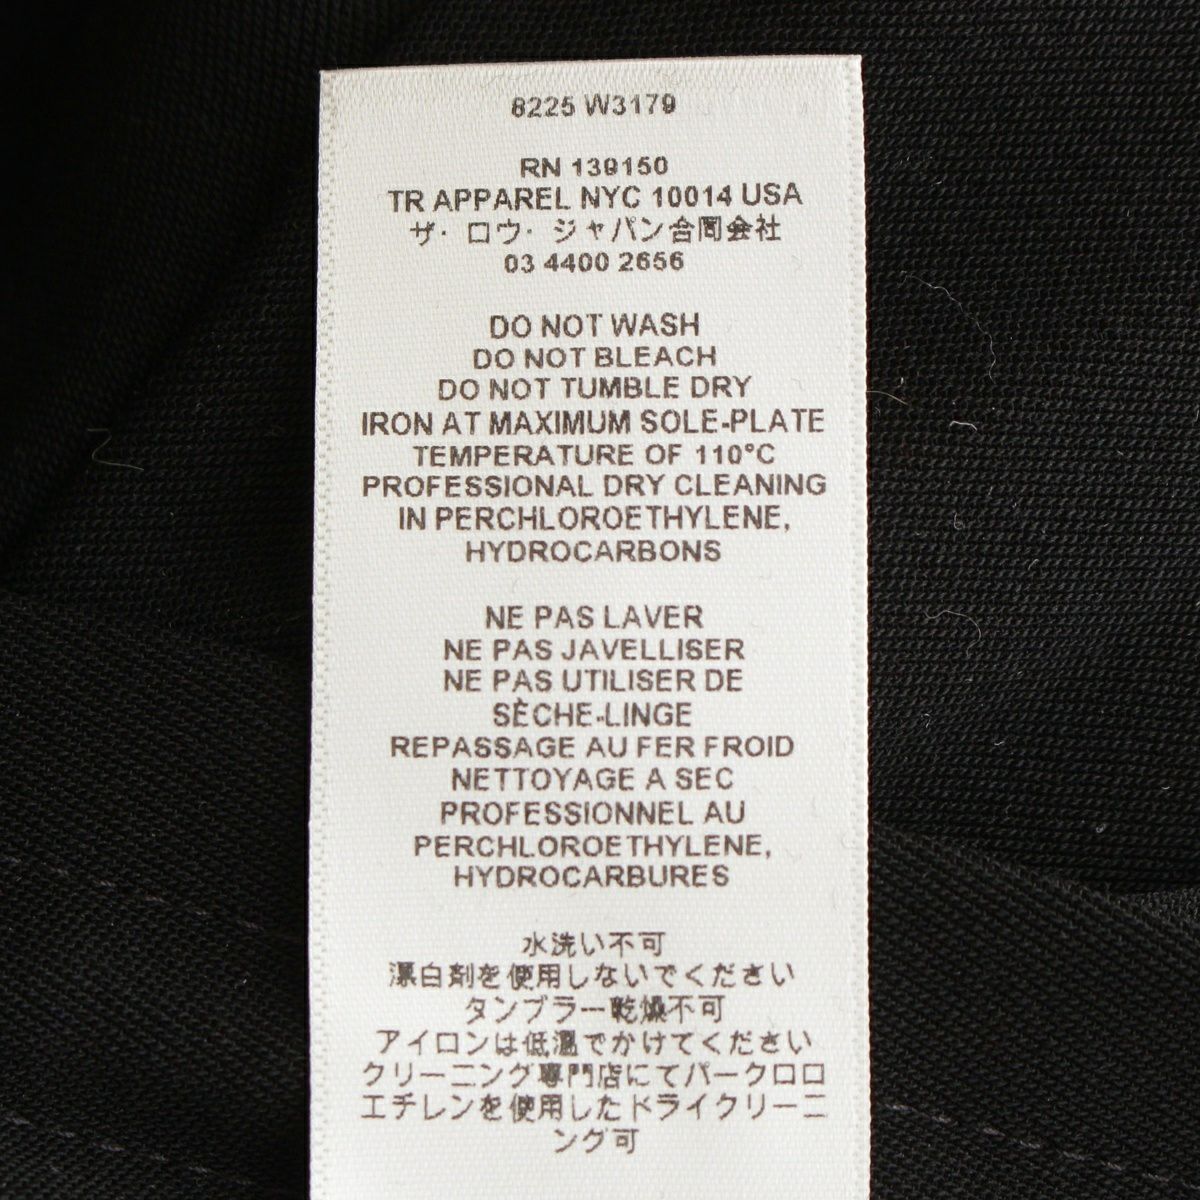 8225 W3179
RN 139150
TR APPAREL NYC 10014 USA
ザ・ロウ・ジャパン合同会社
03 4400 2656
DO NOT WASH
DO NOT BLEACH
DO NOT TUMBLE DRY
IRON AT MAXIMUM SOLE-PLATE
TEMPERATURE OF 110°C
PROFESSIONAL DRY CLEANING
IN PERCHLOROETHYLENE,
HYDROCARBONS
NE PAS LAVER
NE PAS JAVELLISER
NE PAS UTILISER DE
SÈCHE-LINGE
REPASSAGE AU FER FROID
NETTOYAGE A SEC
PROFESSIONNEL AU
PERCHLOROETHYLENE,
HYDROCARBURES
水洗い不可
漂白剤を使用しないでください
タンブラー乾燥不可
アイロンは低温でかけてください
クリーニング専門店にてパークロロ
エチレンを使用したドライクリーニ
ング可